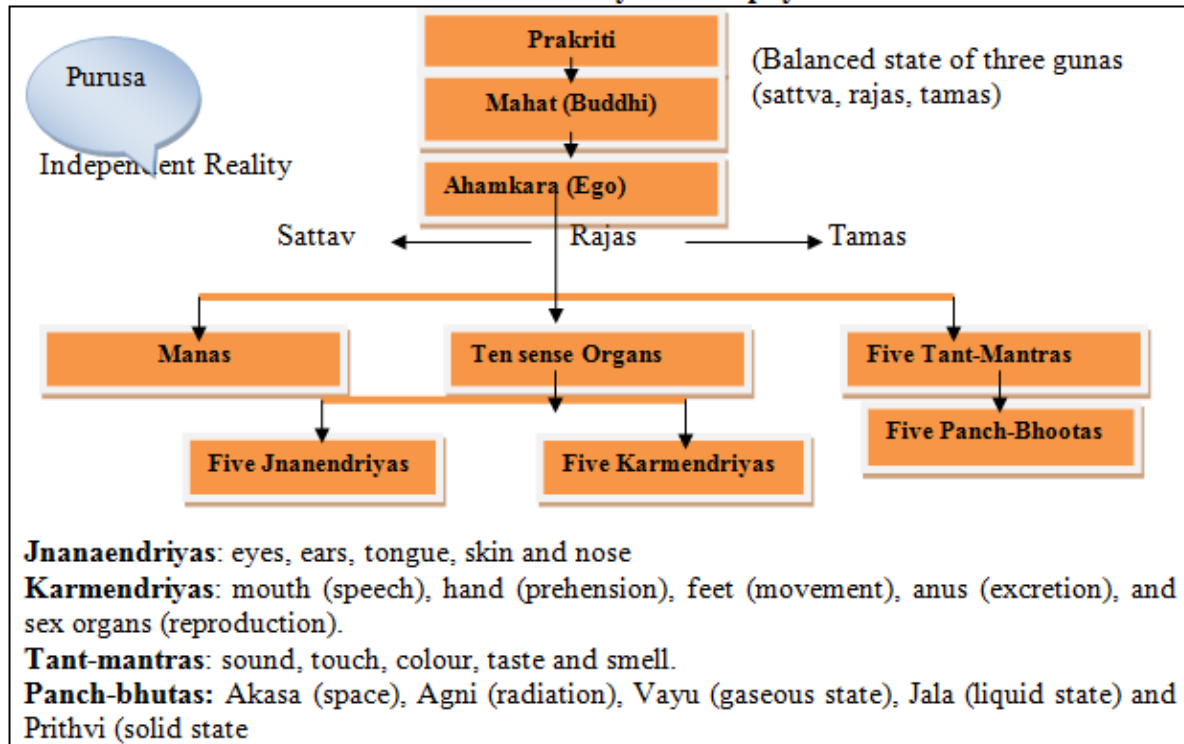 Prakriti
Purusa
(Balanced state of three gunas
(sattva, rajas, tamas)
Mahat (Buddhi)
Independent Reality
Ahamkara (Ego)
Sattav Rajas Tamas
Manas Ten sense Organs Five Tant-Mantras
Five Panch-Bhootas
Five Jnanendriyas Five Karmendriyas
Jnanaendriyas: eyes, ears, tongue, skin and nose
Karmendriyas: mouth (speech), hand (prehension), feet (movement), anus (excretion), and
sex organs (reproduction).
Tant-mantras: sound, touch, colour, taste and smell.
Panch-bhutas: Akasa (space), Agni (radiation), Vayu (gaseous state), Jala (liquid state) and
Prithvi (solid state